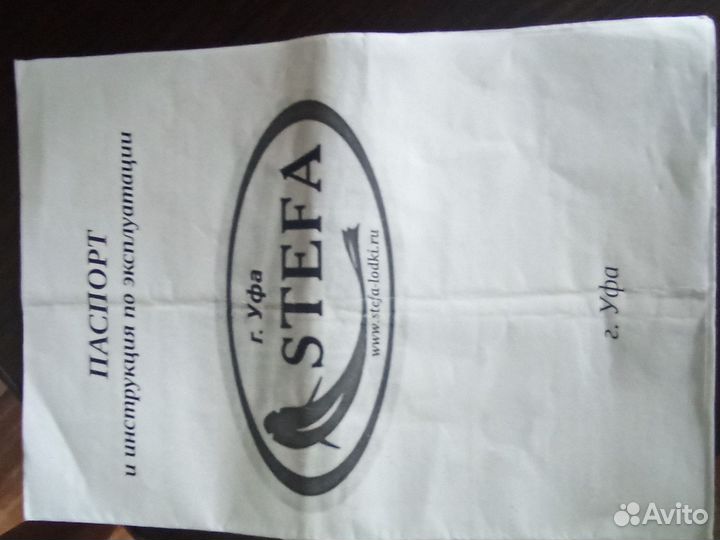 ПАСПОРТ
и инструкция по эксплуатации
г. Уфа
STEFA
www.stefa-lodki.ru
г. Уфа
Avito